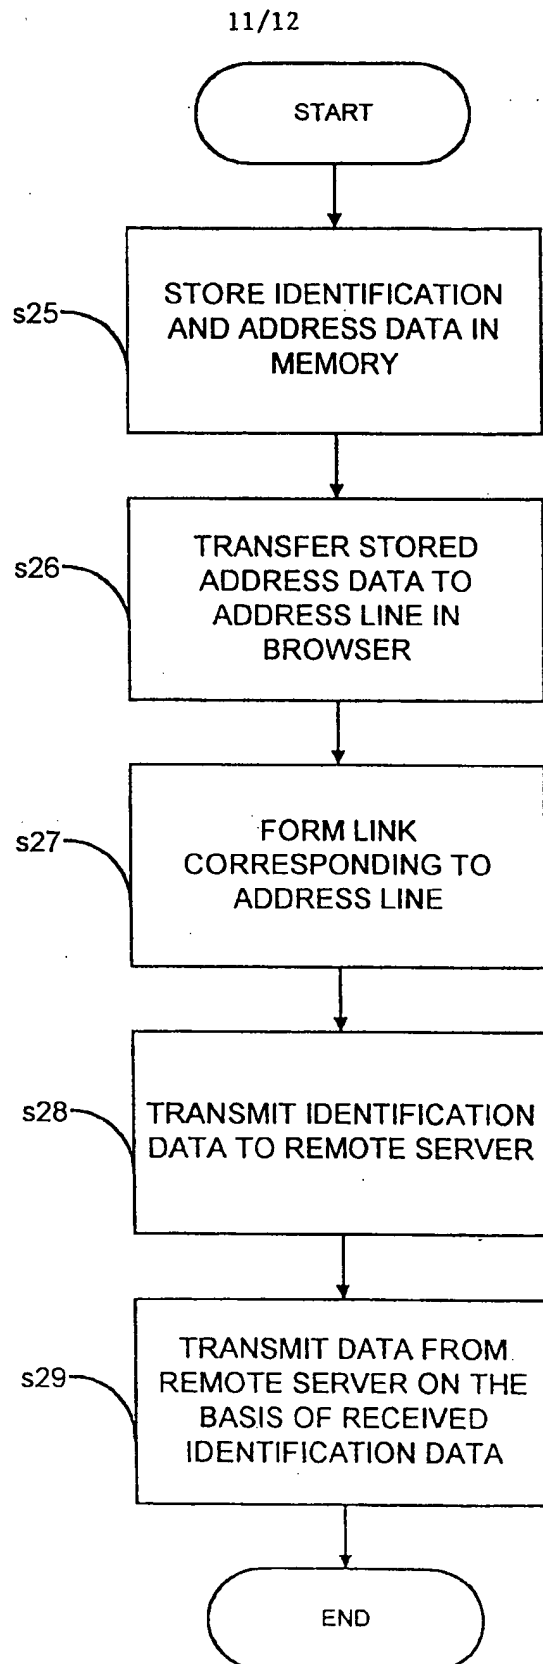 11/12
START
s25
STORE IDENTIFICATION
AND ADDRESS DATA IN
MEMORY
s26
TRANSFER STORED
ADDRESS DATA TO
ADDRESS LINE IN
BROWSER
s27
FORM LINK
CORRESPONDING TO
ADDRESS LINE
s28
TRANSMIT IDENTIFICATION
DATA TO REMOTE SERVER
s29
TRANSMIT DATA FROM
REMOTE SERVER ON THE
BASIS OF RECEIVED
IDENTIFICATION DATA
END